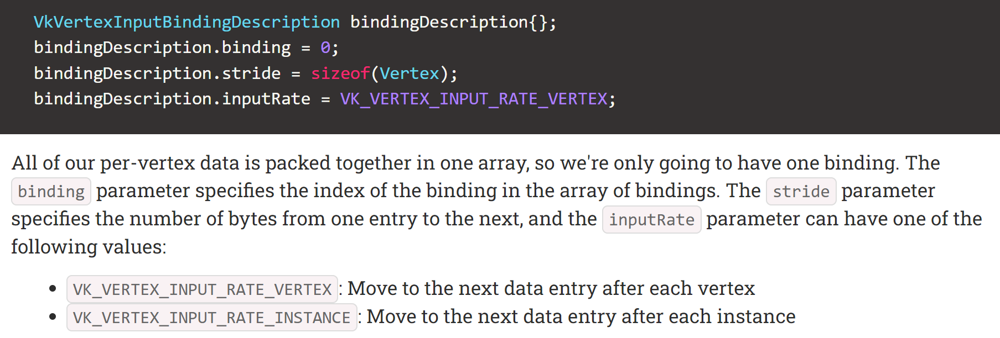 VkVertexInputBindingDescription bindingDescription{};
bindingDescription.binding = 0;
bindingDescription.stride = sizeof(Vertex);
bindingDescription.inputRate = VK_VERTEX_INPUT_RATE_VERTEX;
All of our per-vertex data is packed together in one array, so we're only going to have one binding. The
binding parameter specifies the index of the binding in the array of bindings. The stride parameter
specifies the number of bytes from one entry to the next, and the inputRate parameter can have one of the
following values:
• VK_VERTEX_INPUT_RATE_VERTEX: Move to the next data entry after each vertex
• VK_VERTEX_INPUT_RATE_INSTANCE: Move to the next data entry after each instance